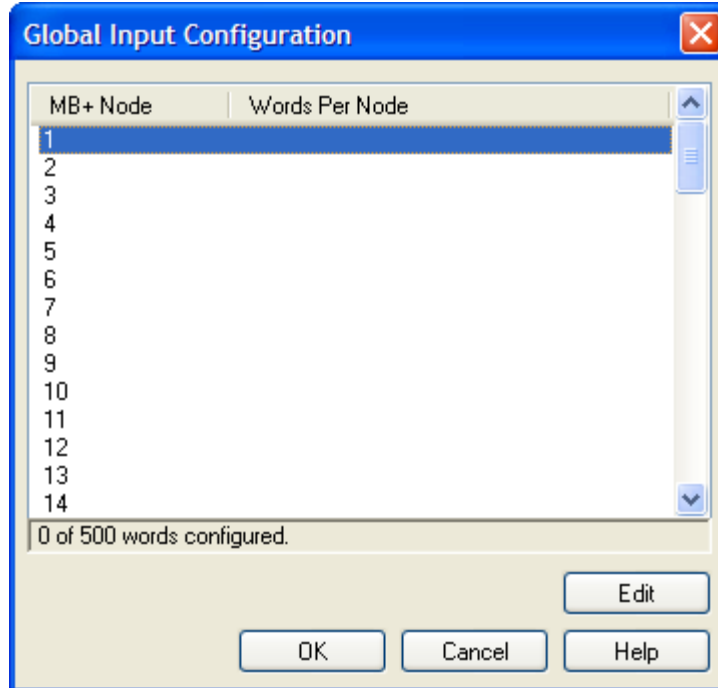 Global Input Configuration
MB+ Node Words Per Node
1
2
3
4
5
6
7
8
9
10
11
12
13
14
0 of 500 words configured.
Edit
OK Cancel Help